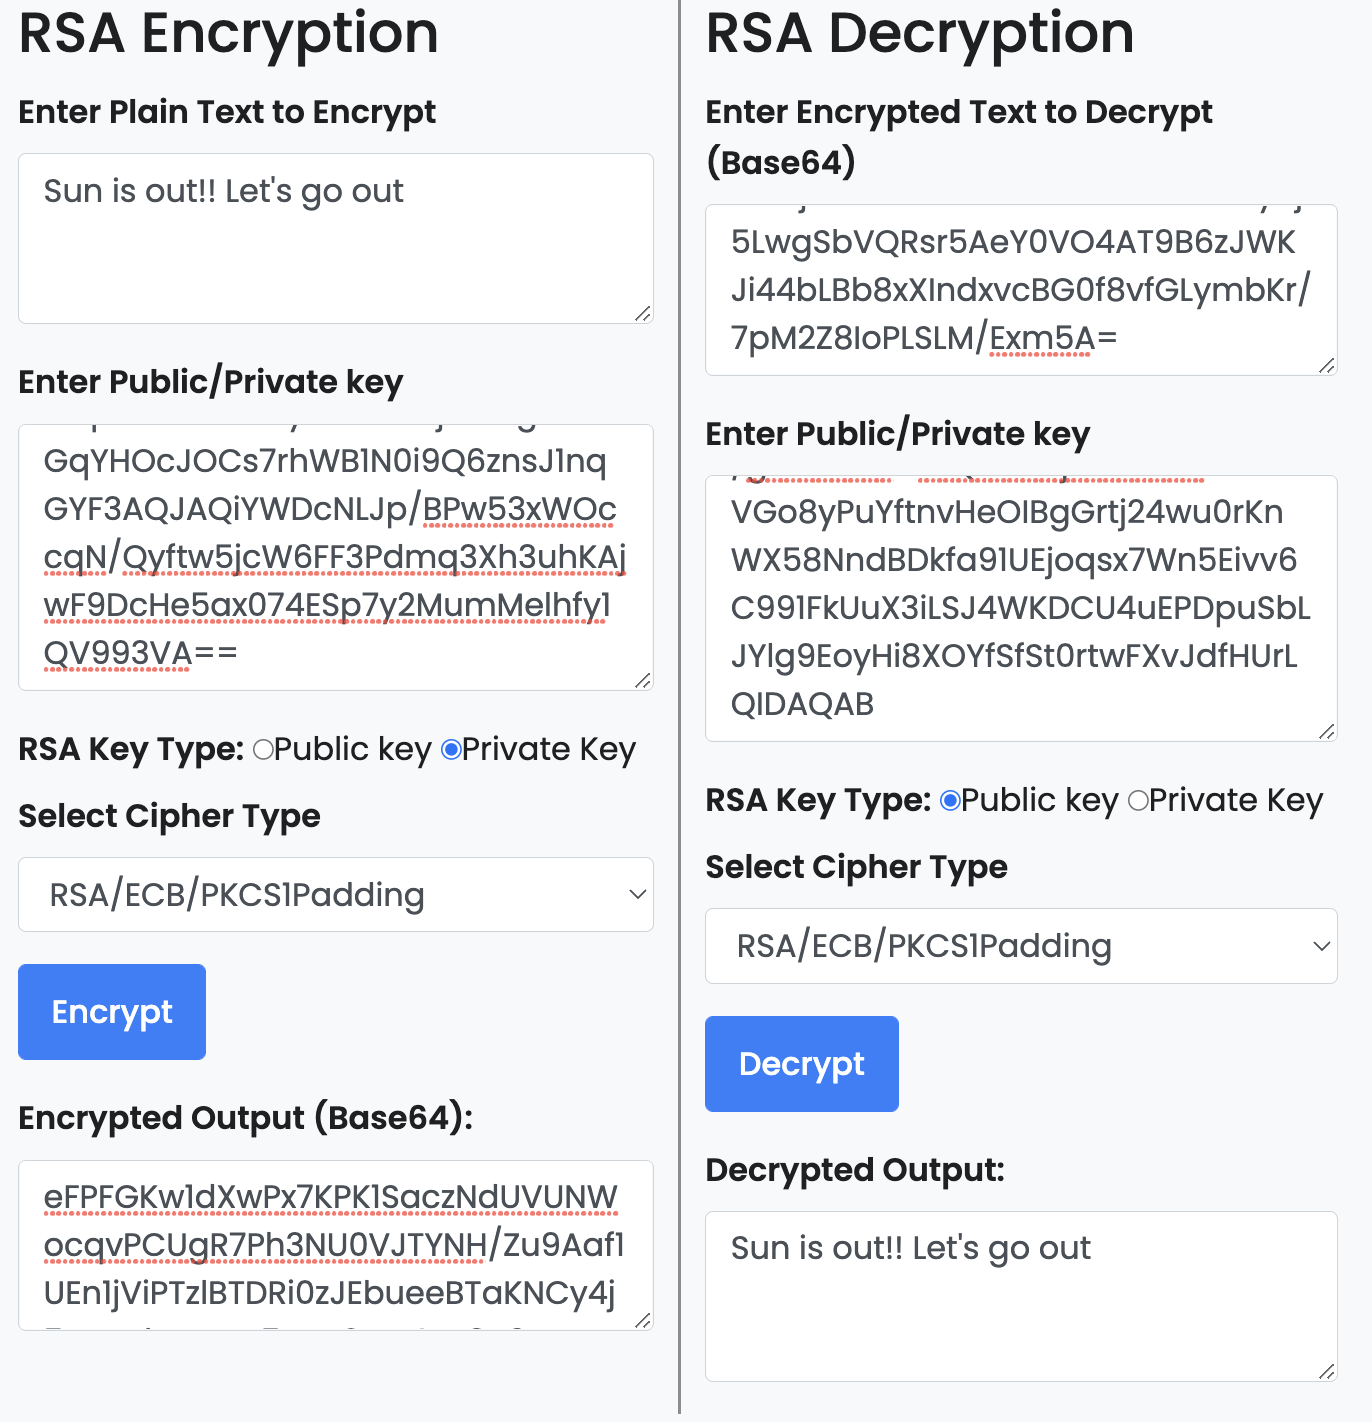 RSA Encryption
Enter Plain Text to Encrypt
Sun is out!! Let's go out
Enter Public/Private key
GqYHOcJOCs7rhWB1N0i9Q6znsJ1nq
GYF3AQJAQiYWDcNLJp/BPw53xWOc
cqN/Qyftw5jcW6FF3Pdmq3Xh3uhKAj
wF9DcHe5ax074ESp7y2MumMelhfy1
QV993VA==
RSA Key Type: Public key Private Key
Select Cipher Type
RSA/ECB/PKCS1Padding
Encrypt
Encrypted Output (Base64):
eFPFGKw1dXwPx7KPK1SaczNdUVUNW
ocqvPCUgR7Ph3NU0VJTYNH/Zu9Aaf1
UEn1jViPTzlBTDRi0zJEbueeBTaKNCy4j
RSA Decryption
Enter Encrypted Text to Decrypt
(Base64)
5LwgSbVQRsr5AeY0VO4AT9B6zJWK
Ji44bLBb8xXIndxvcBG0f8vfGLymbKr/
7pM2Z8IoPLSLM/Exm5A=
Enter Public/Private key
VGo8yPuYftnvHeOIBgGrtj24wu0rKn
WX58NndBDkfa91UEjoqsx7Wn5Eivv6
C991FkUuX3iLSJ4WKDCU4uEPDpuSbL
JYlg9EoyHi8XOYfSfSt0rtwFXvJdfHUrL
QIDAQAB
RSA Key Type: Public key Private Key
Select Cipher Type
RSA/ECB/PKCS1Padding
Decrypt
Decrypted Output:
Sun is out!! Let's go out